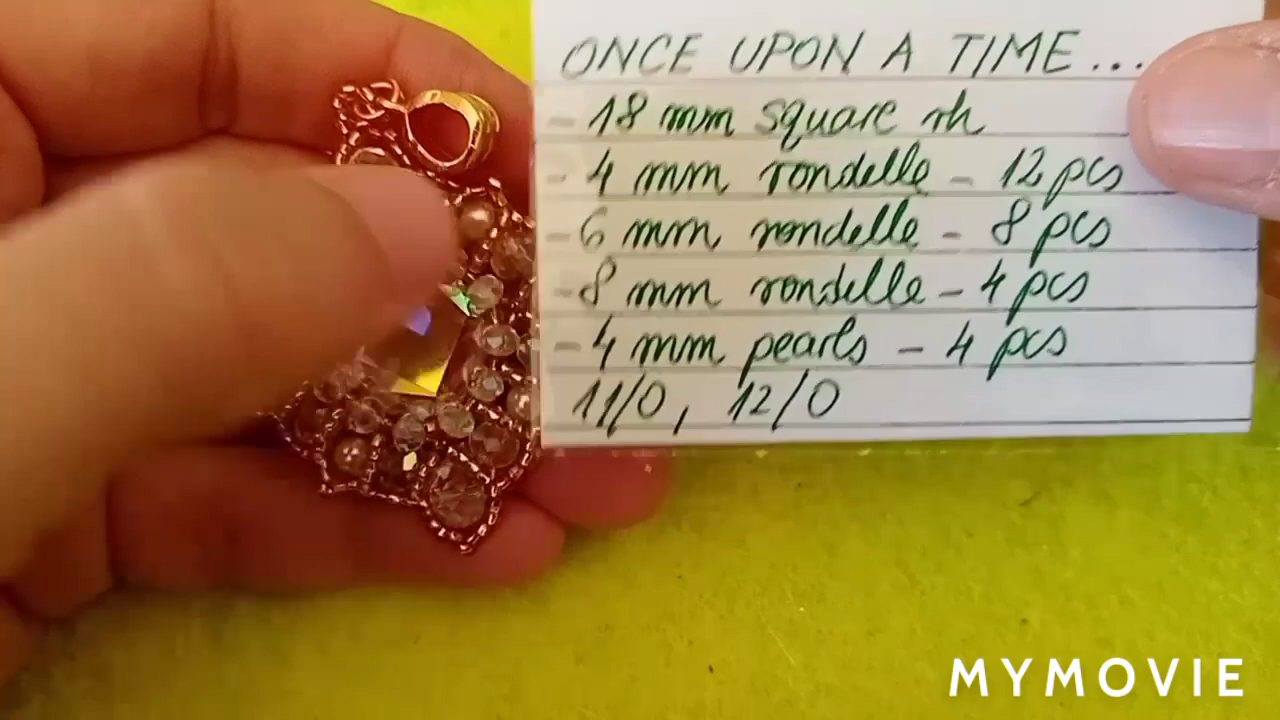 ONCE UPON A TIME...
- 18 mm square rh
- 4 mm rondelle - 12 pcs
- 6 mm rondelle - 8 pcs
- 8 mm rondelle - 4 pcs
- 4 mm pearls - 4 pcs
11/0, 12/0
MYMOVIE